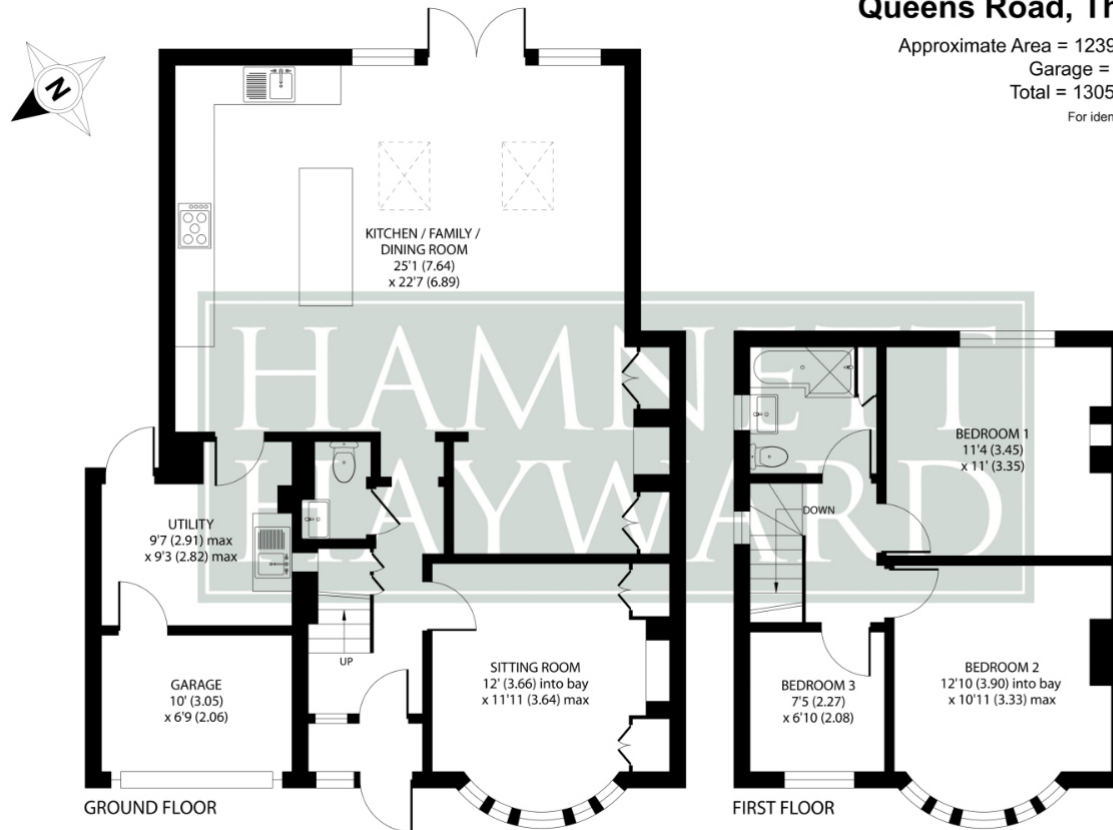 Queens Road, Th
Approximate Area = 1239
Garage =
Total = 1305
For iden
N
KITCHEN / FAMILY /
DINING ROOM
25'1 (7.64)
x 22'7 (6.89)
HAMNETT
HAYWARD
UTILITY
9'7 (2.91) max
x 9'3 (2.82) max
UP
GARAGE
10' (3.05)
x 6'9 (2.06)
SITTING ROOM
12' (3.66) into bay
x 11'11 (3.64) max
GROUND FLOOR
BEDROOM 1
11'4 (3.45)
x 11' (3.35)
DOWN
BEDROOM 3
7'5 (2.27)
x 6'10 (2.08)
BEDROOM 2
12'10 (3.90) into bay
x 10'11 (3.33) max
FIRST FLOOR